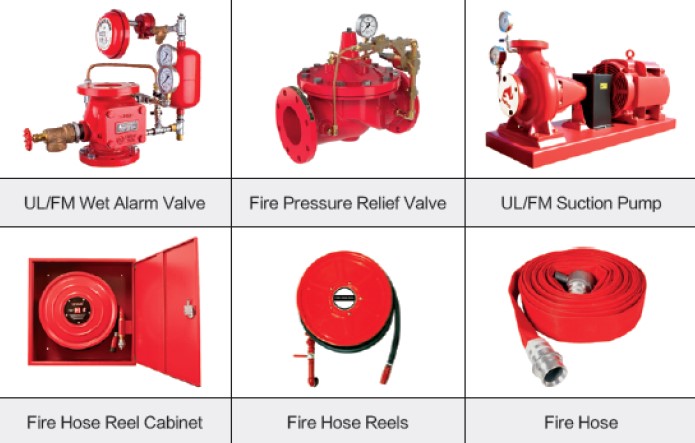 UL/FM Wet Alarm Valve
Fire Pressure Relief Valve
UL/FM Suction Pump
Fire Hose Reel Cabinet
Fire Hose Reels
Fire Hose